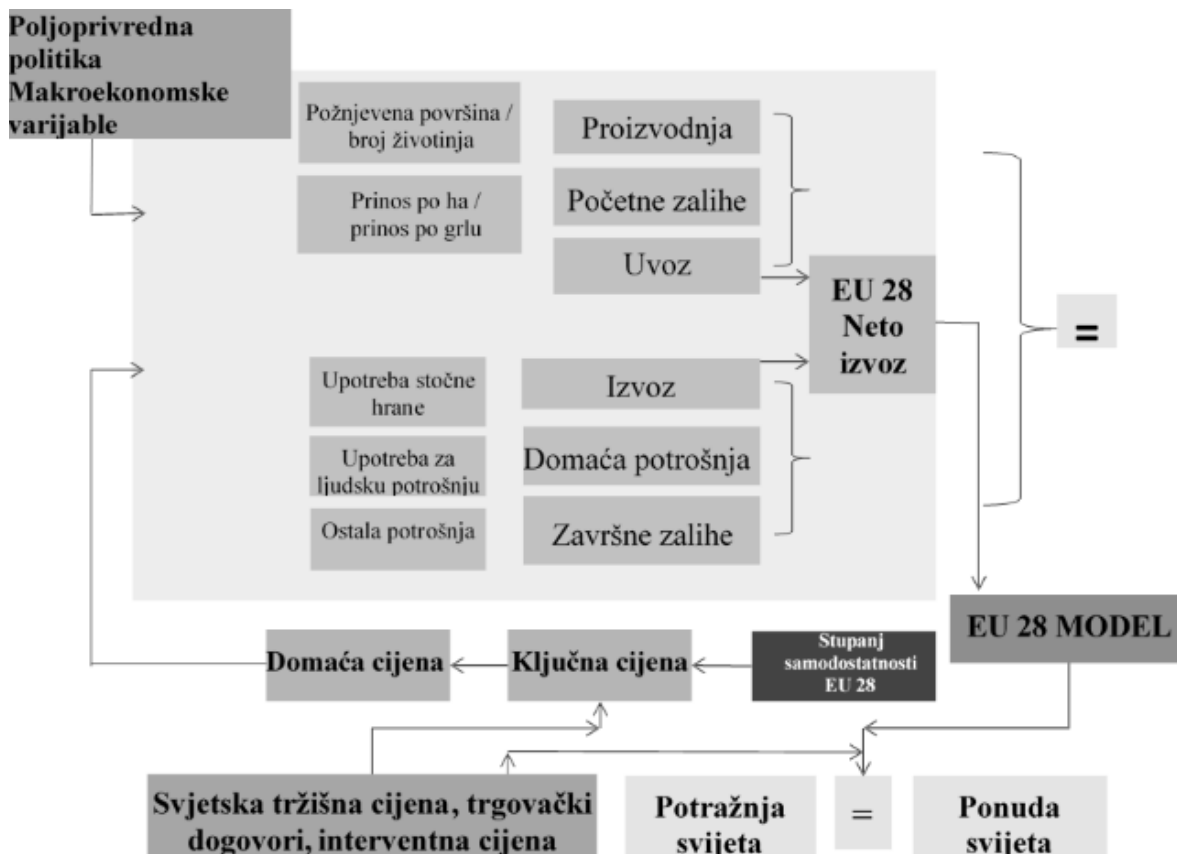 Poljoprivredna
politika
Makroekonomske
varijable
Požnjevena površina /
broj životinja
Proizvodnja
Prinos po ha /
prinos po grlu
Početne zalihe
Uvoz
EU 28
Neto
izvoz
=
Upotreba stočne
hrane
Izvoz
Upotreba za
ljudsku potrošnju
Domaća potrošnja
Ostala potrošnja
Završne zalihe
EU 28 MODEL
Domaća cijena
Ključna cijena
Stupanj
samodostatnosti
EU 28
Svjetska tržišna cijena, trgovački
dogovori, interventna cijena
Potražnja
svijeta
=
Ponuda
svijeta